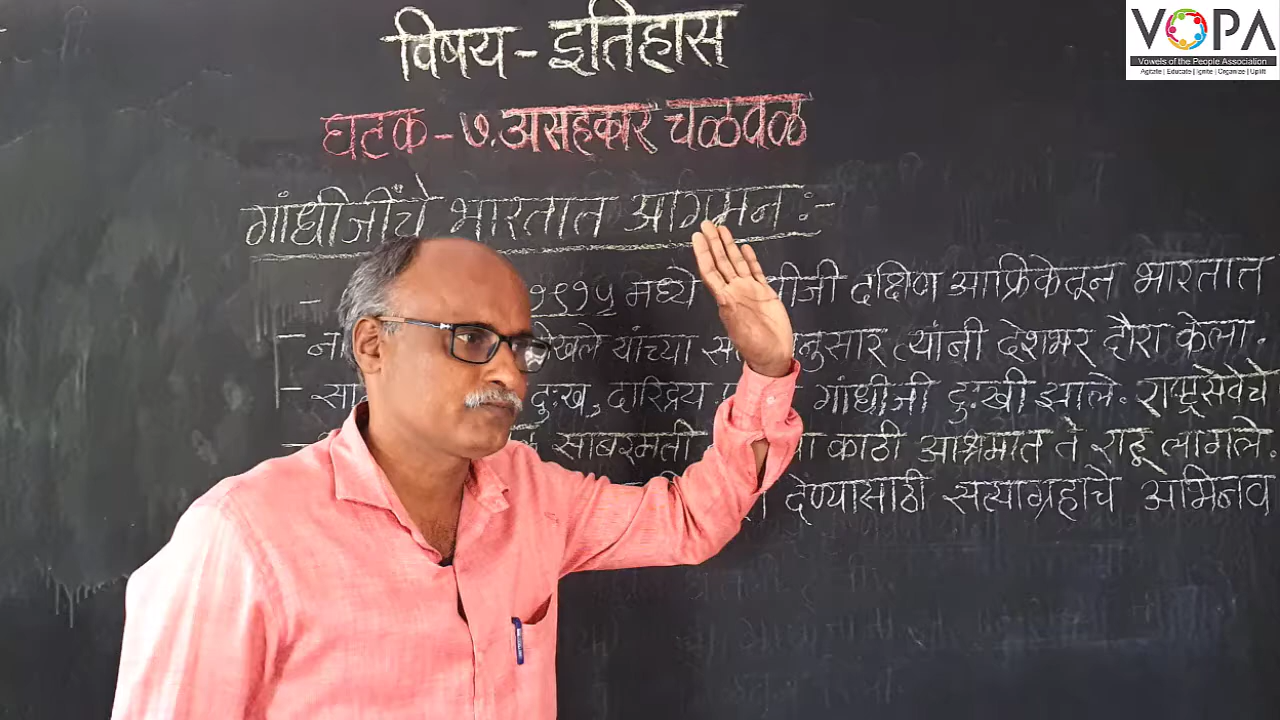 विषय - इतिहास
VOPA
Vowels of the People Association
Agitate | Educate | Ignite | Organize | Uplift
घटक - ७. असहकार चळवळ
गांधीजींचे भारतात आगमन :-
- १९१५ मध्ये जी दक्षिण आफ्रिकेतून भारतात
- यांच्या त्यांनी देशभर दौरा केला.
- दुःख, दारिद्रय गांधीजी दुःखी झाले. राष्ट्रसेवेचे
- साबरमती काठी आश्रमात ते राहू लागले.
देण्यासाठी सत्याग्रहाचे अभिनव